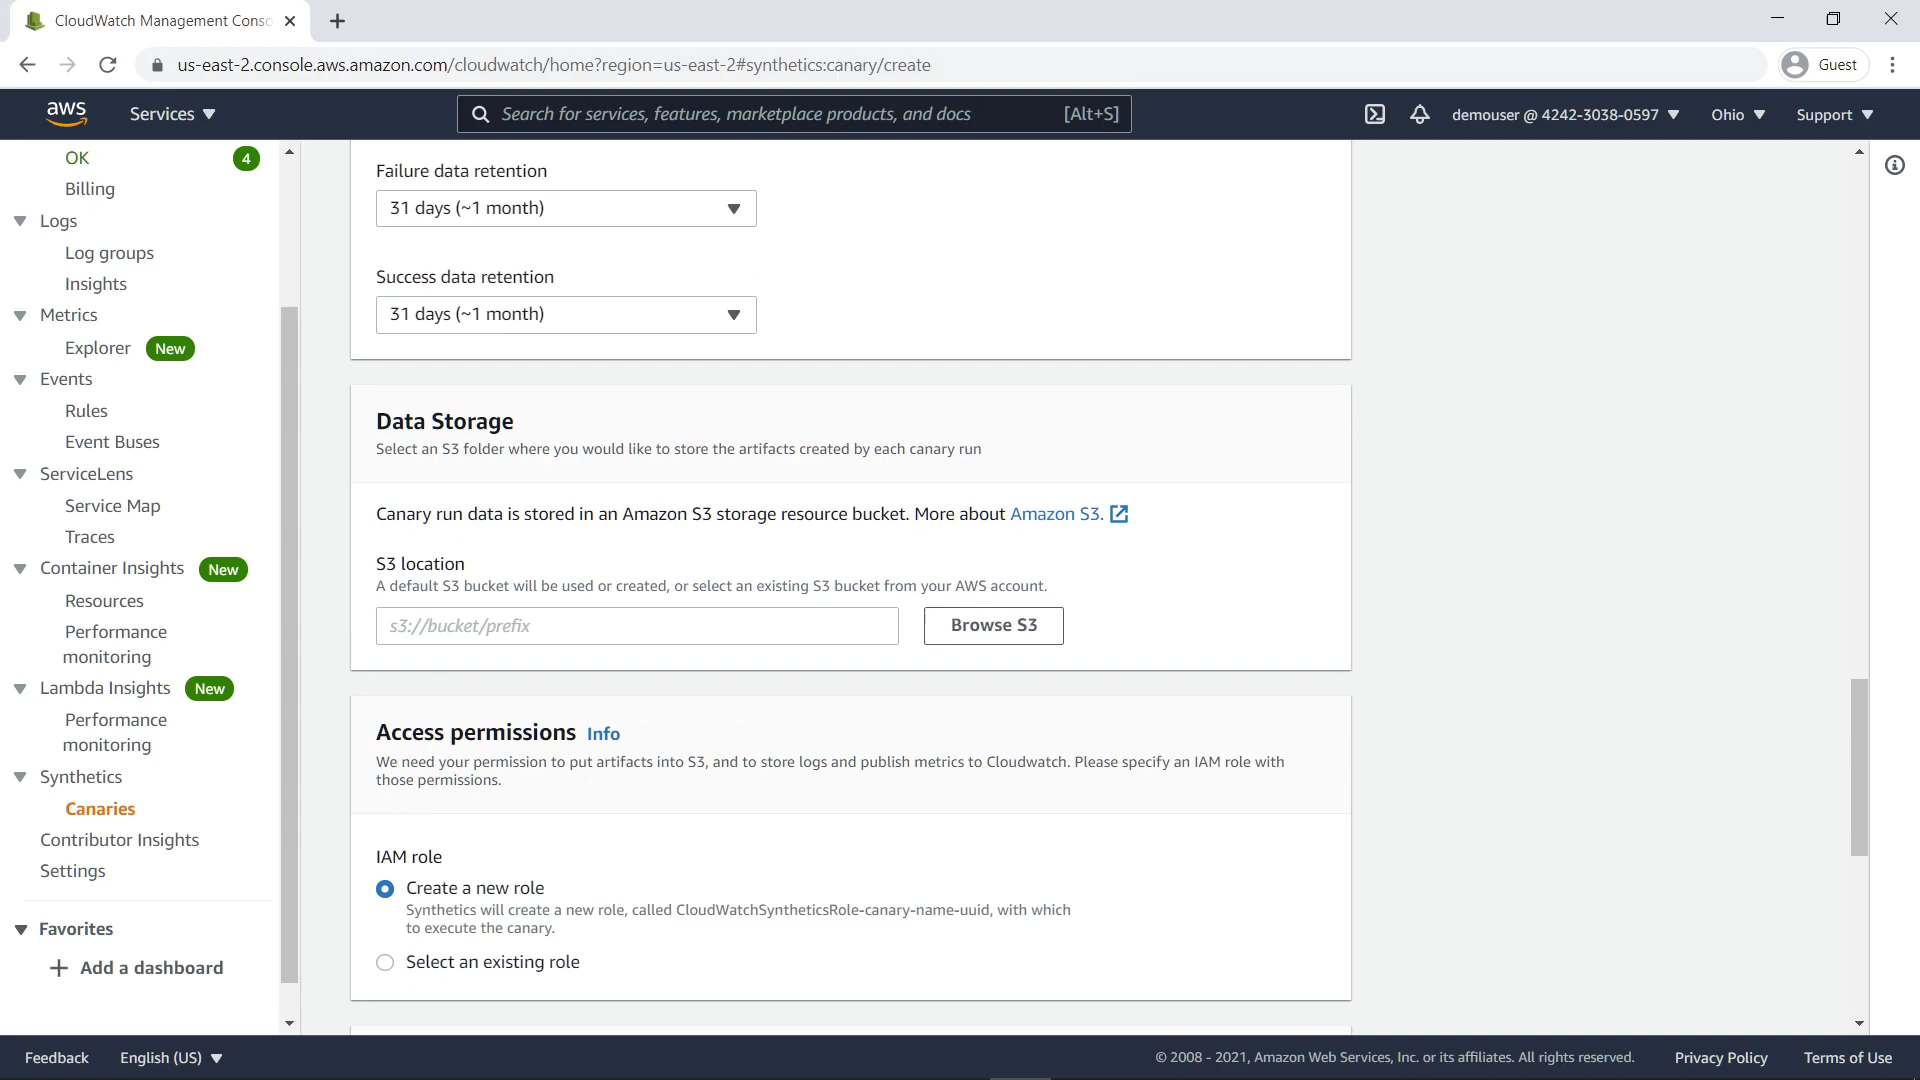 CloudWatch Management Conso
us-east-2.console.aws.amazon.com/cloudwatch/home?region=us-east-2#synthetics:canary/create
Guest
aws
Services
Search for services, features, marketplace products, and docs
[Alt+S]
demouser @ 4242-3038-0597
Ohio
Support
OK
4
Billing
Logs
Log groups
Insights
Metrics
Explorer
New
Events
Rules
Event Buses
ServiceLens
Service Map
Traces
Container Insights
New
Resources
Performance
monitoring
Lambda Insights
New
Performance
monitoring
Synthetics
Canaries
Contributor Insights
Settings
Favorites
Add a dashboard
Failure data retention
31 days (~1 month)
Success data retention
31 days (~1 month)
Data Storage
Select an S3 folder where you would like to store the artifacts created by each canary run
Canary run data is stored in an Amazon S3 storage resource bucket. More about Amazon S3.
S3 location
A default S3 bucket will be used or created, or select an existing S3 bucket from your AWS account.
s3://bucket/prefix
Browse S3
Access permissions Info
We need your permission to put artifacts into S3, and to store logs and publish metrics to Cloudwatch. Please specify an IAM role with
those permissions.
IAM role
Create a new role
Synthetics will create a new role, called CloudWatchSyntheticsRole-canary-name-uuid, with which
to execute the canary.
Select an existing role
Feedback
English (US)
© 2008 - 2021, Amazon Web Services, Inc. or its affiliates. All rights reserved.
Privacy Policy
Terms of Use